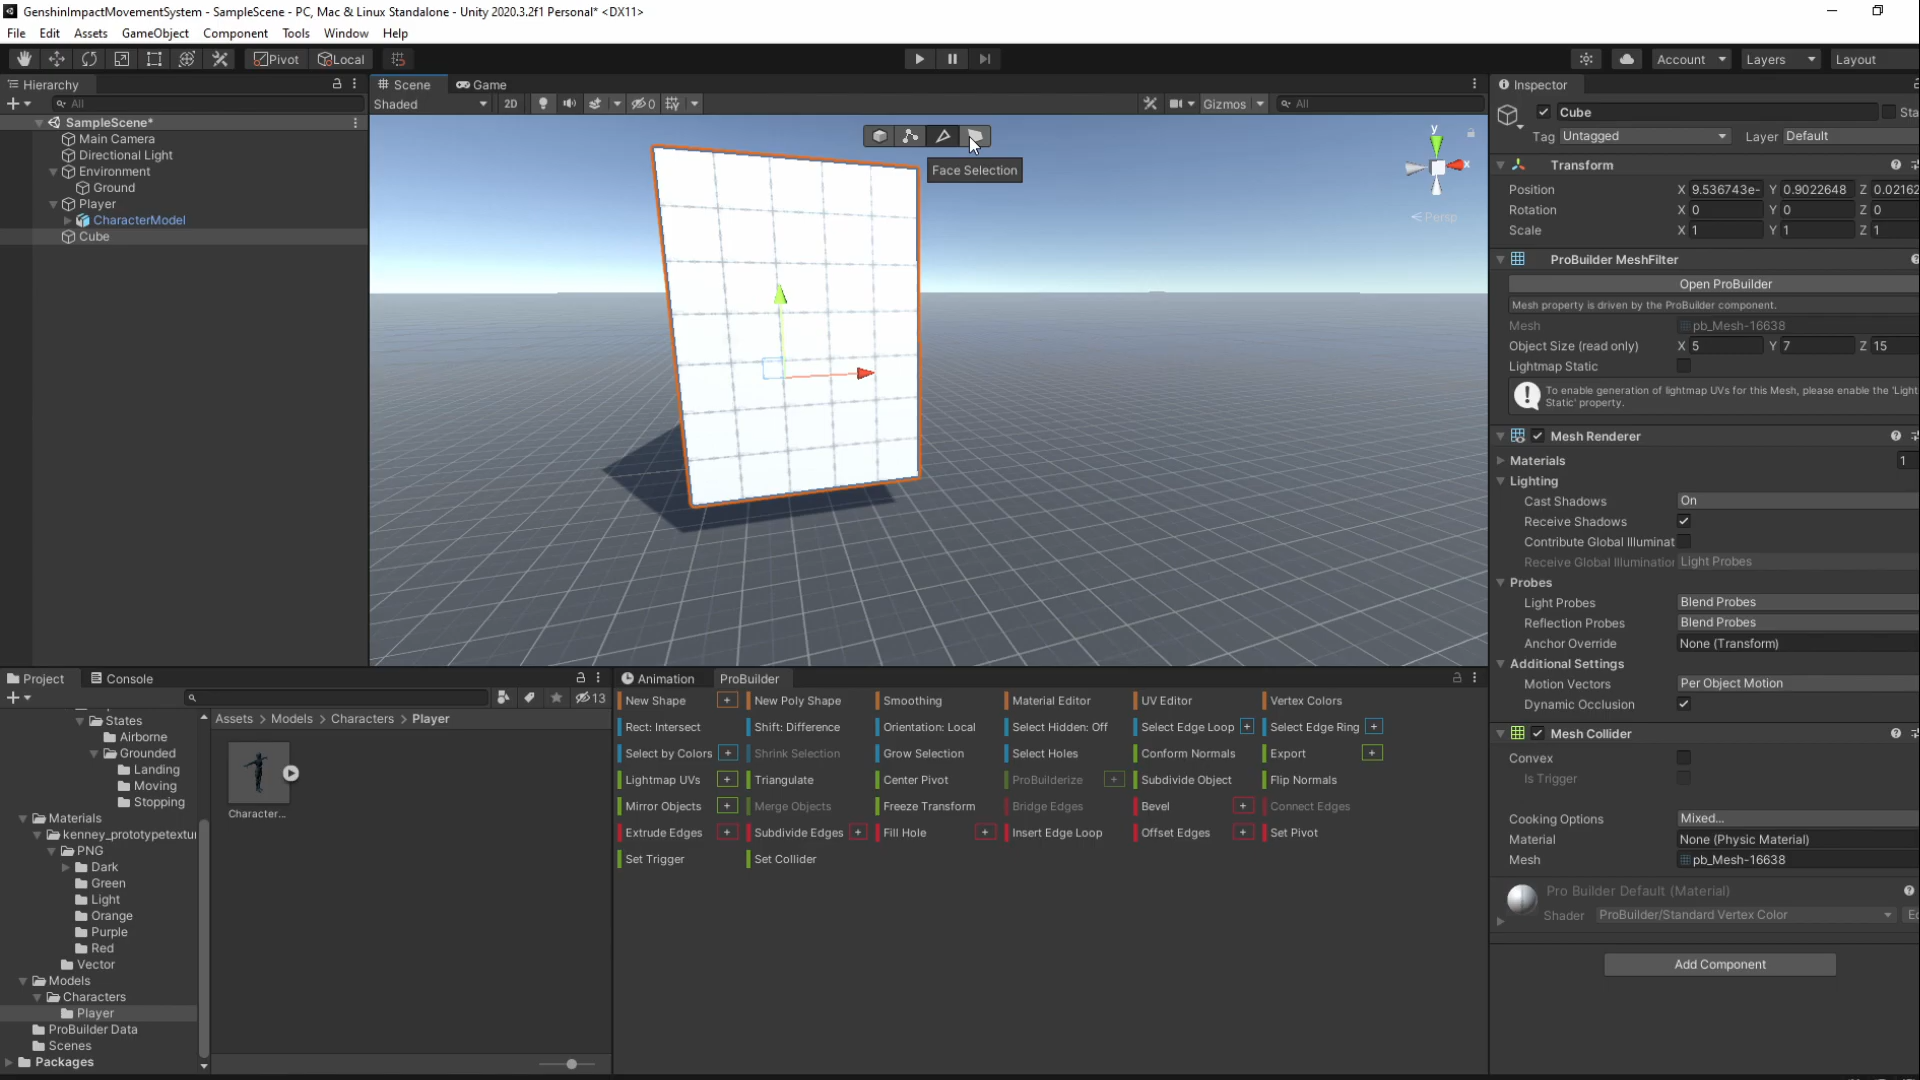 GenshinImpactMovementSystem - SampleScene - PC, Mac & Linux Standalone - Unity 2020.3.2f1 Personal* <DX11>
File Edit Assets GameObject Component Tools Window Help
Pivot Local Account Layers Layout
Hierarchy
All
SampleScene*
Main Camera
Directional Light
Environment
Ground
Player
CharacterModel
Cube
Scene Game
Shaded 2D 0 Gizmos All
Face Selection
y
x
Persp
Inspector
Cube Sta
Tag Untagged Layer Default
Transform
Position X 9.536743e- Y 0.9022648 Z 0.02162
Rotation X 0 Y 0 Z 0
Scale X 1 Y 1 Z 1
ProBuilder MeshFilter
Open ProBuilder
Mesh property is driven by the ProBuilder component.
Mesh pb_Mesh-16638
Object Size (read only) X 5 Y 7 Z 15
Lightmap Static
To enable generation of lightmap UVs for this Mesh, please enable the 'Light
Static' property.
Mesh Renderer
Materials 1
Lighting
Cast Shadows On
Receive Shadows
Contribute Global Illuminat
Receive Global Illumination Light Probes
Probes
Light Probes Blend Probes
Reflection Probes Blend Probes
Anchor Override None (Transform)
Additional Settings
Motion Vectors Per Object Motion
Dynamic Occlusion
Mesh Collider
Convex
Is Trigger
Cooking Options Mixed...
Material None (Physic Material)
Mesh pb_Mesh-16638
Pro Builder Default (Material)
Shader ProBuilder/Standard Vertex Color Ed
Add Component
Project Console
13
States
Airborne
Grounded
Landing
Moving
Stopping
Materials
kenney_prototypetextur
PNG
Dark
Green
Light
Orange
Purple
Red
Vector
Models
Characters
Player
ProBuilder Data
Scenes
Packages
Assets > Models > Characters > Player
Character...
Animation ProBuilder
New Shape + New Poly Shape Smoothing Material Editor UV Editor Vertex Colors
Rect: Intersect Shift: Difference Orientation: Local Select Hidden: Off Select Edge Loop + Select Edge Ring +
Select by Colors + Shrink Selection Grow Selection Select Holes Conform Normals Export +
Lightmap UVs + Triangulate Center Pivot ProBuilderize + Subdivide Object Flip Normals
Mirror Objects + Merge Objects Freeze Transform Bridge Edges Bevel + Connect Edges
Extrude Edges + Subdivide Edges + Fill Hole + Insert Edge Loop Offset Edges + Set Pivot
Set Trigger Set Collider